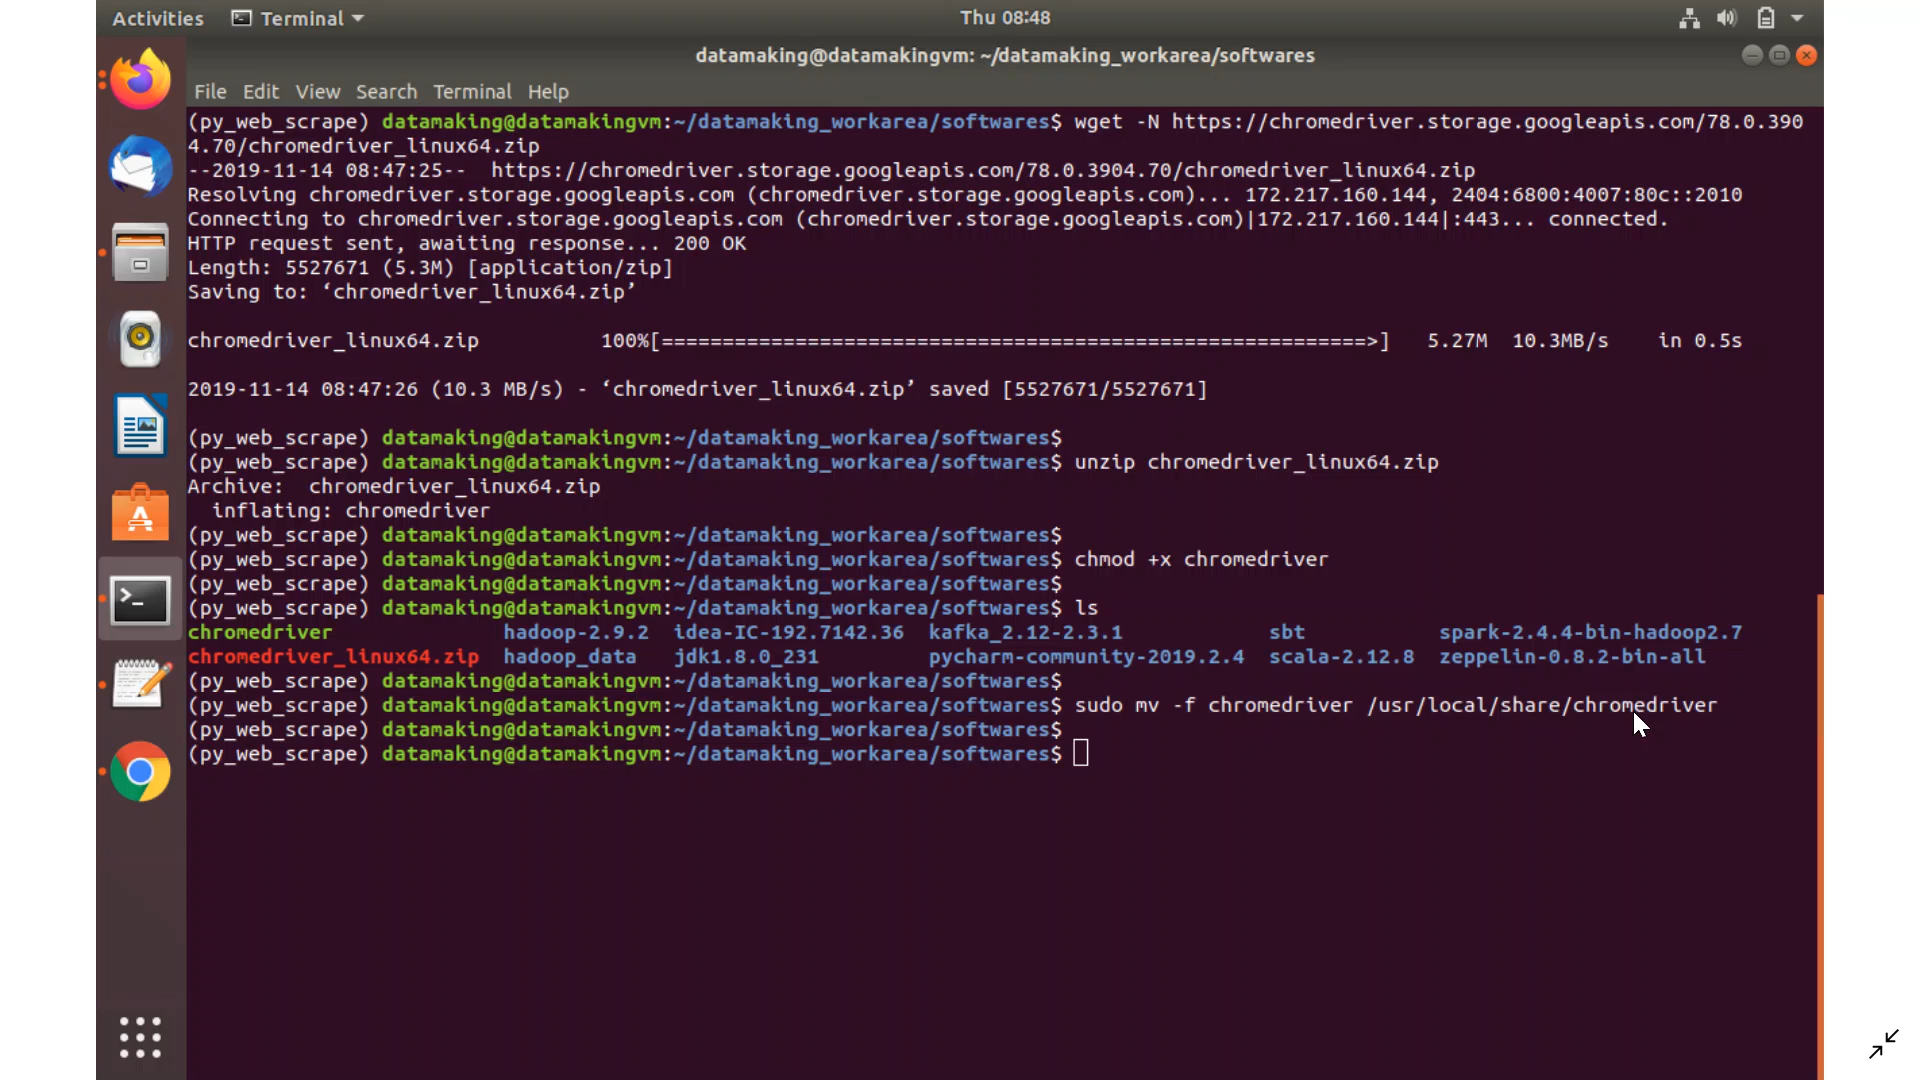 Activities Terminal Thu 08:48
datamaking@datamakingvm: ~/datamaking_workarea/softwares
File Edit View Search Terminal Help
(py_web_scrape) datamaking@datamakingvm:~/datamaking_workarea/softwares$ wget -N https://chromedriver.storage.googleapis.com/78.0.390
4.70/chromedriver_linux64.zip
--2019-11-14 08:47:25--  https://chromedriver.storage.googleapis.com/78.0.3904.70/chromedriver_linux64.zip
Resolving chromedriver.storage.googleapis.com (chromedriver.storage.googleapis.com)... 172.217.160.144, 2404:6800:4007:80c::2010
Connecting to chromedriver.storage.googleapis.com (chromedriver.storage.googleapis.com)|172.217.160.144|:443... connected.
HTTP request sent, awaiting response... 200 OK
Length: 5527671 (5.3M) [application/zip]
Saving to: ‘chromedriver_linux64.zip’
chromedriver_linux64.zip 100%[==========================================================>] 5.27M 10.3MB/s in 0.5s
2019-11-14 08:47:26 (10.3 MB/s) - ‘chromedriver_linux64.zip’ saved [5527671/5527671]
(py_web_scrape) datamaking@datamakingvm:~/datamaking_workarea/softwares$
(py_web_scrape) datamaking@datamakingvm:~/datamaking_workarea/softwares$ unzip chromedriver_linux64.zip
Archive:  chromedriver_linux64.zip
  inflating: chromedriver
(py_web_scrape) datamaking@datamakingvm:~/datamaking_workarea/softwares$
(py_web_scrape) datamaking@datamakingvm:~/datamaking_workarea/softwares$ chmod +x chromedriver
(py_web_scrape) datamaking@datamakingvm:~/datamaking_workarea/softwares$
(py_web_scrape) datamaking@datamakingvm:~/datamaking_workarea/softwares$ ls
chromedriver hadoop-2.9.2 idea-IC-192.7142.36 kafka_2.12-2.3.1 sbt spark-2.4.4-bin-hadoop2.7
chromedriver_linux64.zip hadoop_data jdk1.8.0_231 pycharm-community-2019.2.4 scala-2.12.8 zeppelin-0.8.2-bin-all
(py_web_scrape) datamaking@datamakingvm:~/datamaking_workarea/softwares$
(py_web_scrape) datamaking@datamakingvm:~/datamaking_workarea/softwares$ sudo mv -f chromedriver /usr/local/share/chromedriver
(py_web_scrape) datamaking@datamakingvm:~/datamaking_workarea/softwares$
(py_web_scrape) datamaking@datamakingvm:~/datamaking_workarea/softwares$